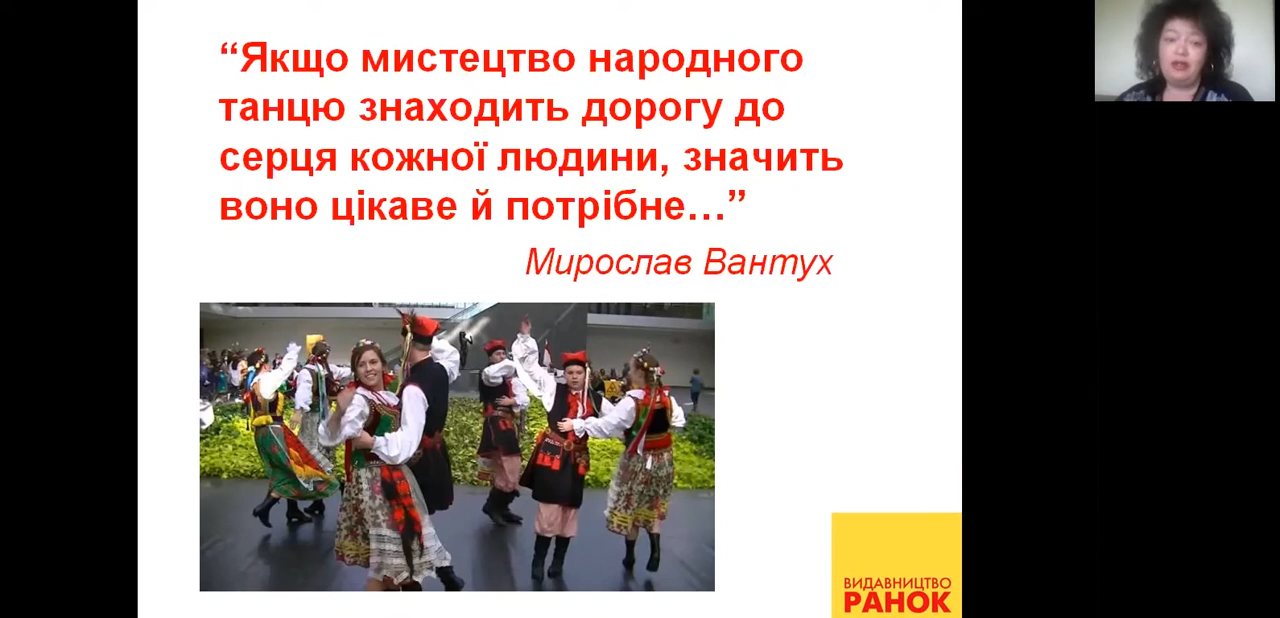 “Якщо мистецтво народного
танцю знаходить дорогу до
серця кожної людини, значить
воно цікаве й потрібне…”
Мирослав Вантух
ВИДАВНИЦТВО
РАНОК